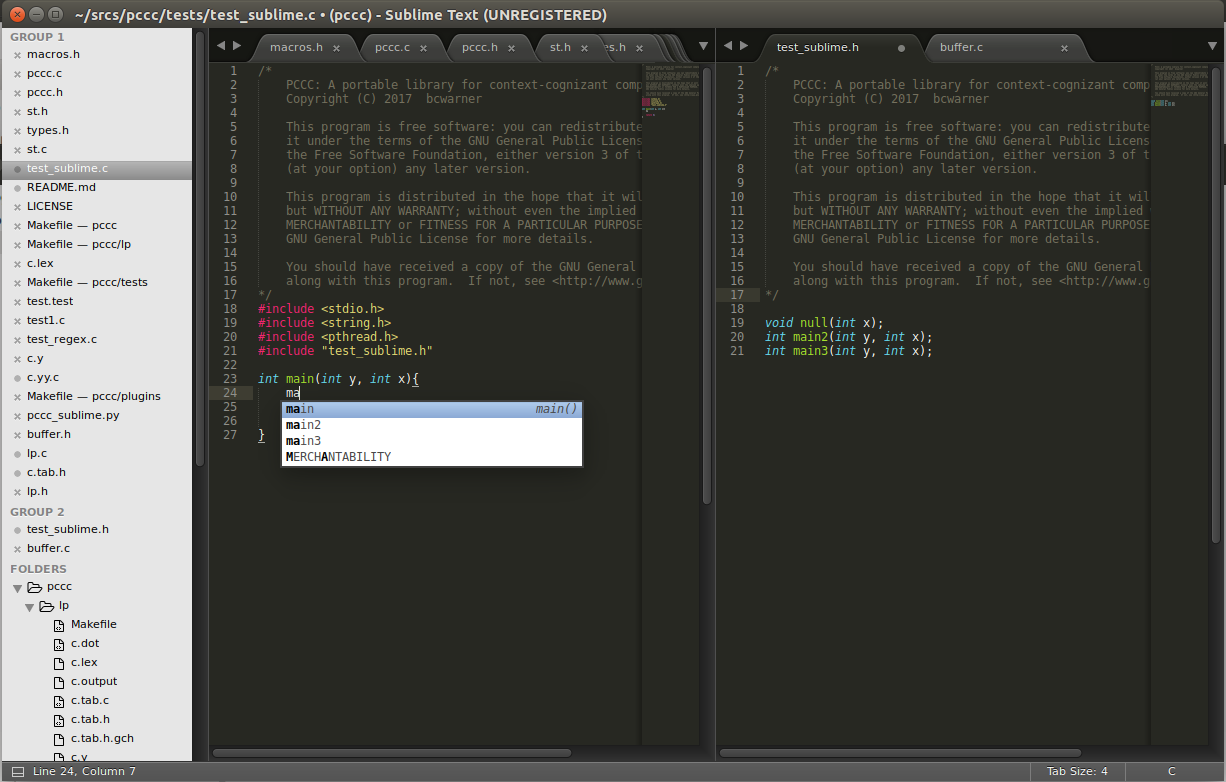 ~/srcs/pccc/tests/test_sublime.c • (pccc) - Sublime Text (UNREGISTERED)
GROUP 1
macros.h
pccc.c
pccc.h
st.h
types.h
st.c
test_sublime.c
README.md
LICENSE
Makefile — pccc
Makefile — pccc/lp
c.lex
Makefile — pccc/tests
test.test
test1.c
test_regex.c
c.y
c.yy.c
Makefile — pccc/plugins
pccc_sublime.py
buffer.h
lp.c
c.tab.h
lp.h
GROUP 2
test_sublime.h
buffer.c
FOLDERS
pccc
lp
Makefile
c.dot
c.lex
c.output
c.tab.c
c.tab.h
c.tab.h.gch
c.y
macros.h pccc.c pccc.h st.h es.h
1 /*
2 PCCC: A portable library for context-cognizant comp
3 Copyright (C) 2017 bcwarner
4
5 This program is free software: you can redistribute
6 it under the terms of the GNU General Public Licens
7 the Free Software Foundation, either version 3 of t
8 (at your option) any later version.
9
10 This program is distributed in the hope that it wil
11 but WITHOUT ANY WARRANTY; without even the implied
12 MERCHANTABILITY or FITNESS FOR A PARTICULAR PURPOSE
13 GNU General Public License for more details.
14
15 You should have received a copy of the GNU General
16 along with this program. If not, see <http://www.g
17 */
18 #include <stdio.h>
19 #include <string.h>
20 #include <pthread.h>
21 #include "test_sublime.h"
22
23 int main(int y, int x){
24 ma
25
26
27 }
main main()
main2
main3
MERCHANTABILITY
test_sublime.h buffer.c
1 /*
2 PCCC: A portable library for context-cognizant comp
3 Copyright (C) 2017 bcwarner
4
5 This program is free software: you can redistribute
6 it under the terms of the GNU General Public Licens
7 the Free Software Foundation, either version 3 of t
8 (at your option) any later version.
9
10 This program is distributed in the hope that it wil
11 but WITHOUT ANY WARRANTY; without even the implied
12 MERCHANTABILITY or FITNESS FOR A PARTICULAR PURPOSE
13 GNU General Public License for more details.
14
15 You should have received a copy of the GNU General
16 along with this program. If not, see <http://www.g
17 */
18
19 void null(int x);
20 int main2(int y, int x);
21 int main3(int y, int x);
Line 24, Column 7
Tab Size: 4
C